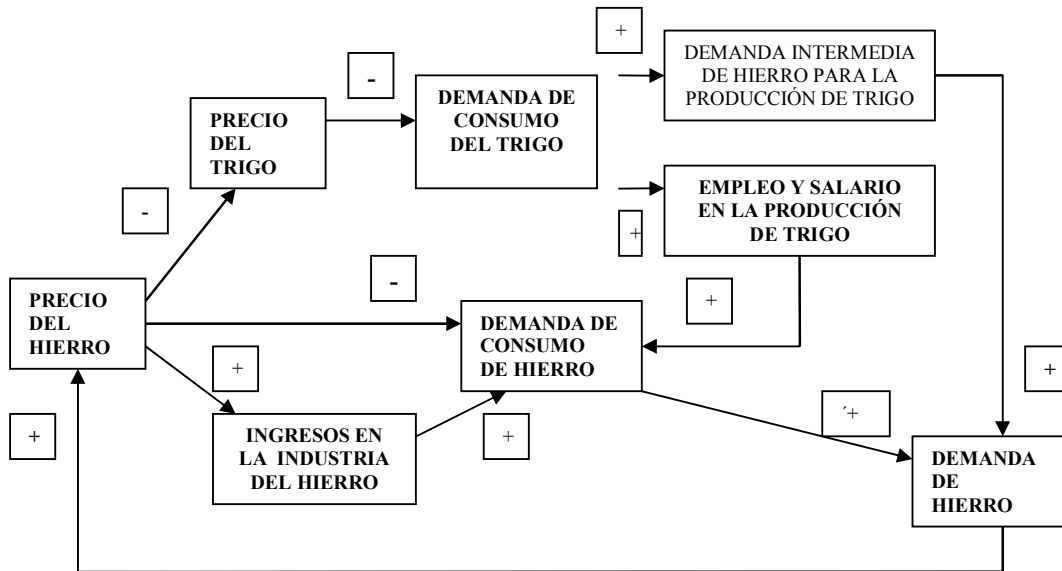 +
DEMANDA INTERMEDIA
DE HIERRO PARA LA
PRODUCCIÓN DE TRIGO
-
DEMANDA DE
CONSUMO
DEL TRIGO
PRECIO
DEL
TRIGO
EMPLEO Y SALARIO
EN LA PRODUCCIÓN
DE TRIGO
-
+
-
+
PRECIO
DEL
HIERRO
DEMANDA DE
CONSUMO
DE HIERRO
+
+
´+
+
+
INGRESOS EN
LA INDUSTRIA
DEL HIERRO
DEMANDA
DE
HIERRO